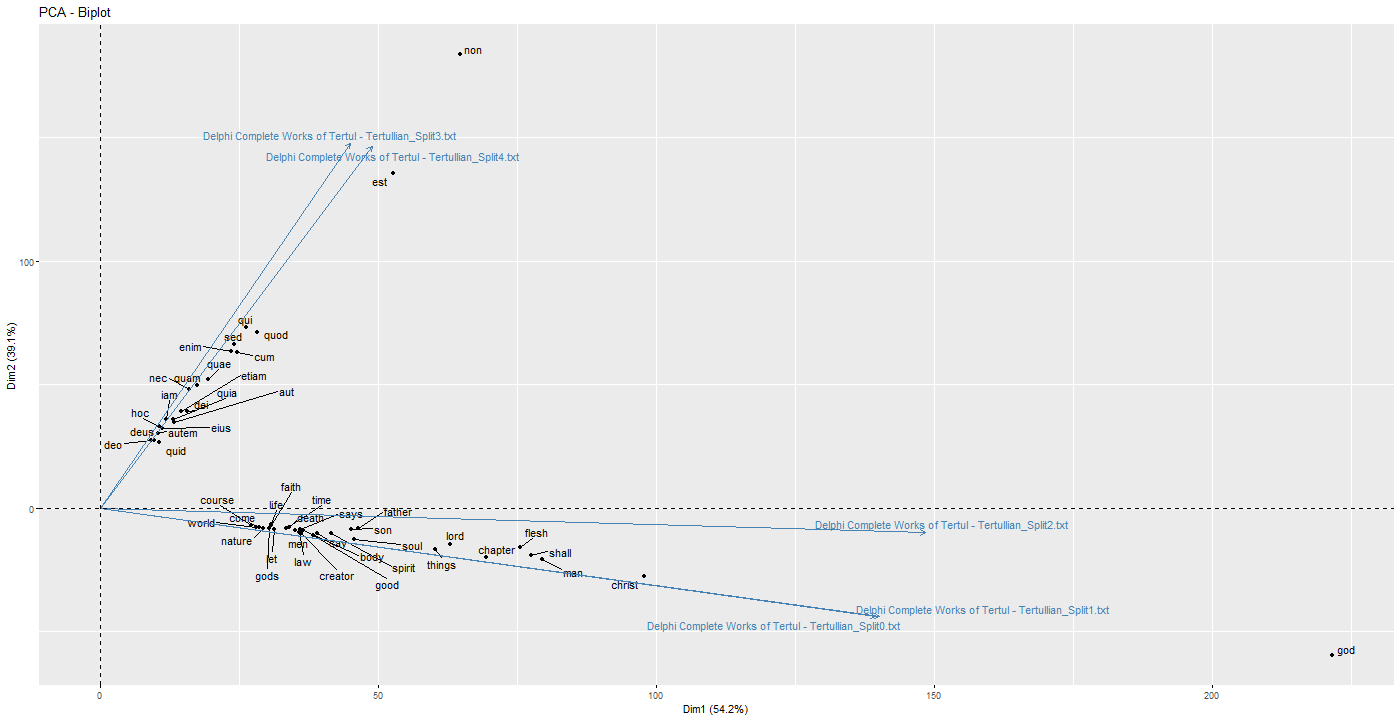 PCA - Biplot
non
Delphi Complete Works of Tertul - Tertullian_Split3.txt
Delphi Complete Works of Tertul - Tertullian_Split4.txt
est
100
qui
quod
sed
enim
cum
quae
nec
quam
etiam
iam
quia
aut
dei
hoc
deus
autem
eius
deo
quid
faith
course
life
time
come
death
says
father
world
son
nature
men
say
soul
lord
flesh
let
law
body
things
chapter
shall
gods
creator
spirit
good
man
christ
god
Delphi Complete Works of Tertul - Tertullian_Split2.txt
Delphi Complete Works of Tertul - Tertullian_Split1.txt
Delphi Complete Works of Tertul - Tertullian_Split0.txt
0
Dim2 (39.1%)
0
50
100
150
200
Dim1 (54.2%)